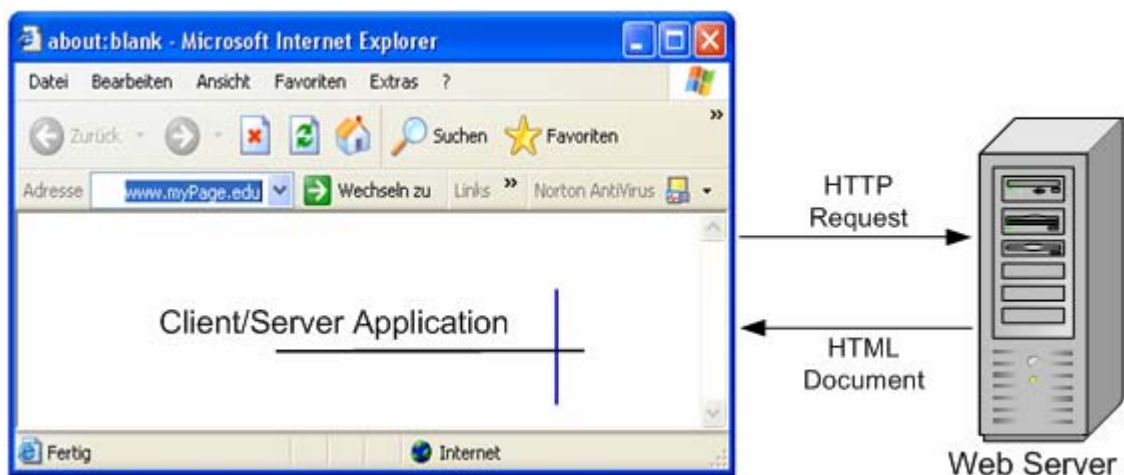 about:blank - Microsoft Internet Explorer
Datei Bearbeiten Ansicht Favoriten Extras ?
Zurück Suchen Favoriten »
Adresse www.myPage.edu Wechseln zu Links » Norton AntiVirus
Client/Server Application
HTTP
Request
HTML
Document
Fertig Internet
Web Server